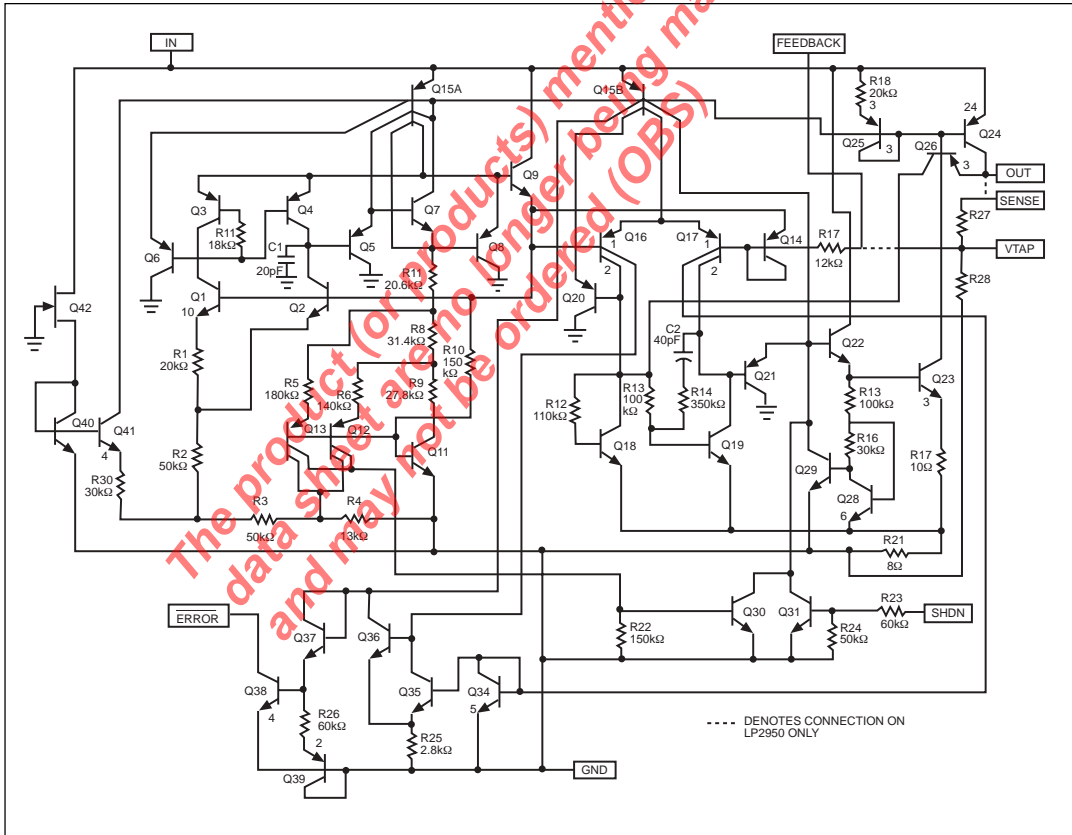 IN
FEEDBACK
R18
20kΩ
3
Q15A
Q15B
24
Q24
Q25
3
Q26
3
OUT
SENSE
Q9
R27
Q3
Q4
Q7
R11
18kΩ
C1
20pF
Q6
Q5
Q8
Q16
1
2
Q17
1
2
Q14
R17
12kΩ
VTAP
R28
R11
20.6kΩ
Q42
Q1
10
Q2
Q20
R1
20kΩ
R8
31.4kΩ
R10
150
kΩ
C2
40pF
Q22
R5
180kΩ
R6
140kΩ
R9
27.8kΩ
R12
110kΩ
R13
100
kΩ
R14
350kΩ
Q21
R13
100kΩ
Q23
3
Q40
Q41
4
Q13
Q12
Q11
Q18
Q19
R2
50kΩ
R30
30kΩ
Q29
R16
30kΩ
R17
10Ω
Q28
6
R3
50kΩ
R4
13kΩ
R21
8Ω
ERROR
Q37
Q36
R22
150kΩ
Q30
Q31
R24
50kΩ
R23
60kΩ
SHDN
Q38
4
Q35
Q34
5
R26
60kΩ
R25
2.8kΩ
2
Q39
GND
DENOTES CONNECTION ON
LP2950 ONLY
The product (or products) mentio
data sheet are no longer being ma
and may not be ordered (OBS)